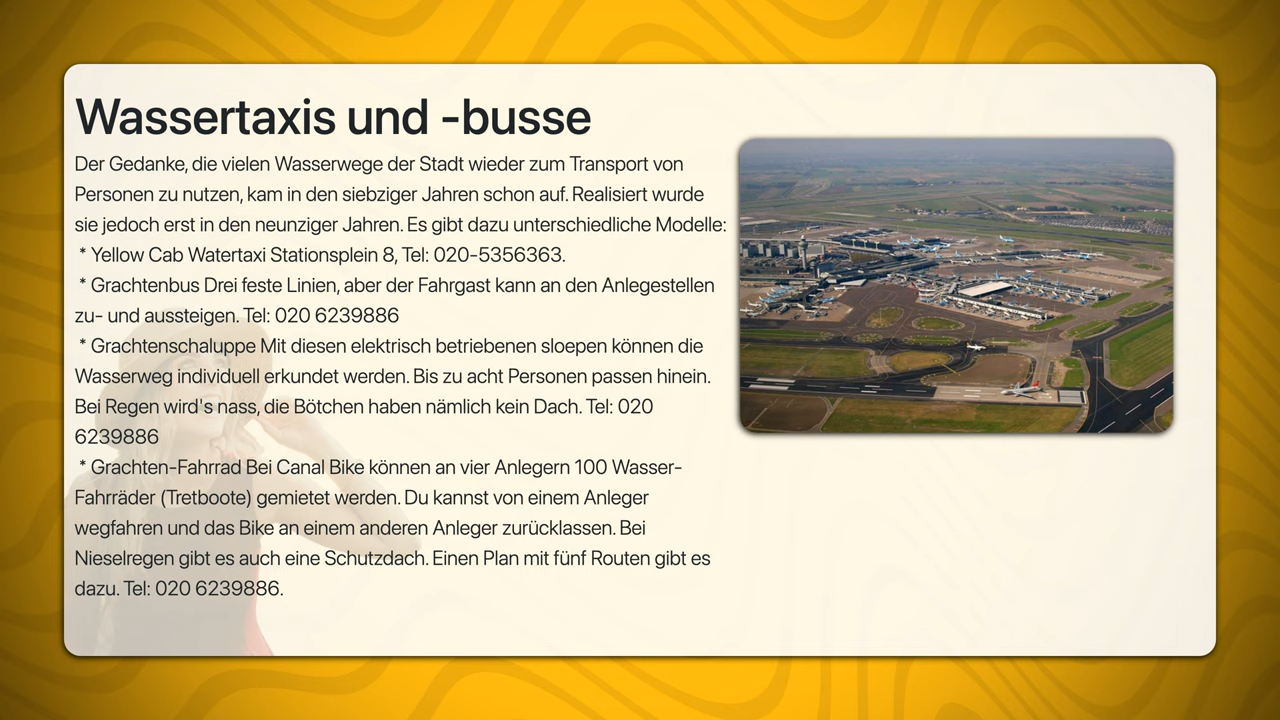 Wassertaxis und -busse
Der Gedanke, die vielen Wasserwege der Stadt wieder zum Transport von
Personen zu nutzen, kam in den siebziger Jahren schon auf. Realisiert wurde
sie jedoch erst in den neunziger Jahren. Es gibt dazu unterschiedliche Modelle:
* Yellow Cab Watertaxi Stationsplein 8, Tel: 020-5356363.
* Grachtenbus Drei feste Linien, aber der Fahrgast kann an den Anlegestellen
zu- und aussteigen. Tel: 020 6239886
* Grachtenschaluppe Mit diesen elektrisch betriebenen sloepen können die
Wasserweg individuell erkundet werden. Bis zu acht Personen passen hinein.
Bei Regen wird's nass, die Bötchen haben nämlich kein Dach. Tel: 020
6239886
* Grachten-Fahrrad Bei Canal Bike können an vier Anlegern 100 Wasser-
Fahrräder (Tretboote) gemietet werden. Du kannst von einem Anleger
wegfahren und das Bike an einem anderen Anleger zurücklassen. Bei
Nieselregen gibt es auch eine Schutzdach. Einen Plan mit fünf Routen gibt es
dazu. Tel: 020 6239886.